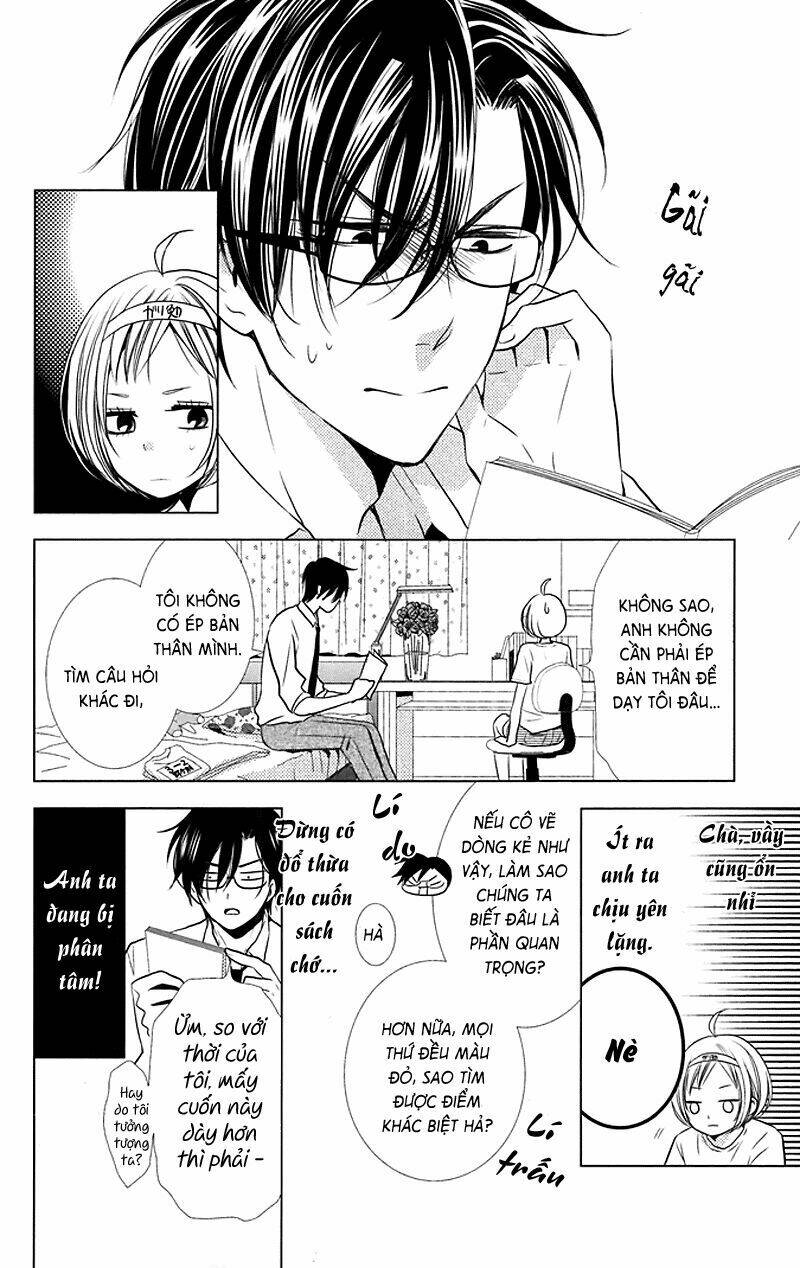 Gãi
gãi
ガリ勉
KHÔNG SAO,
ANH KHÔNG
CẦN PHẢI ÉP
BẢN THÂN ĐỂ
DẠY TÔI ĐÂU...
TÔI KHÔNG
CÓ ÉP BẢN
THÂN MÌNH.
TÌM CÂU HỎI
KHÁC ĐI,
Chà, vầy
cũng ổn
nhỉ
Ít ra
anh ta
chịu yên
lặng.
Nè
NẾU CÔ VẼ
DÒNG KẺ NHƯ
VẬY, LÀM SAO
CHÚNG TA
BIẾT ĐÂU LÀ
PHẦN QUAN
TRỌNG?
Lí
do
HƠN NỮA, MỌI
THỨ ĐỀU MÀU
ĐỎ, SAO TÌM
ĐƯỢC ĐIỂM
KHÁC BIỆT HẢ?
Lí
trấu
HÀ
Đừng có
đổ thừa
cho cuốn
sách
chớ...
Ừm, so với
thời của
tôi, mấy
cuốn này
dày hơn
thì phải -
Hay
do tôi
tưởng
tượng
ta?
Anh ta
đang bị
phân
tâm!